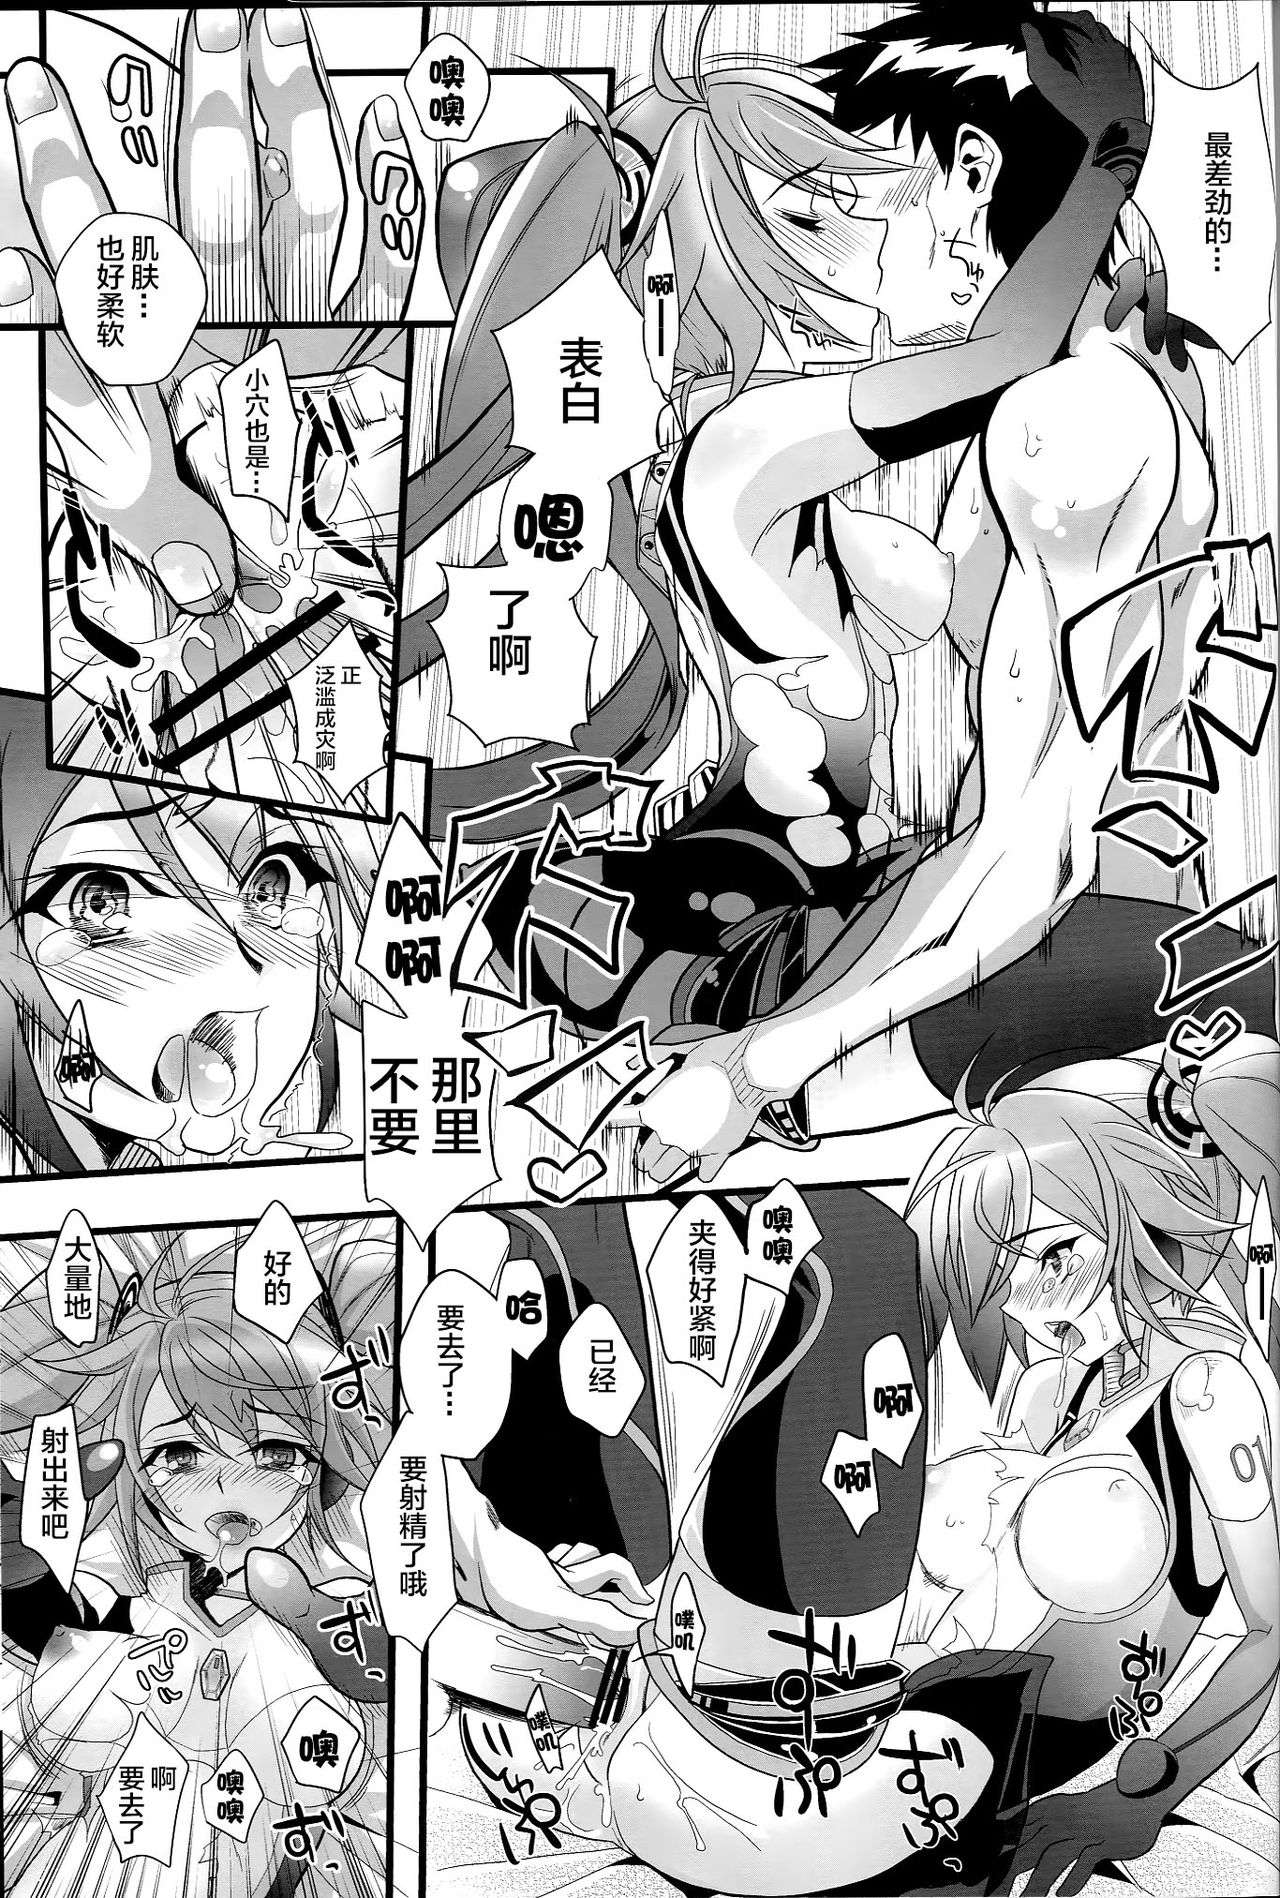 最差劲的…
啊—
表白
嗯
了啊
噢
噢
肌肤…
也好柔软
小穴也是…
正
泛滥成灾啊
啊
啊
那里
不要
啊
啊—
噢
噢
夹得好紧啊
啊
啊
已经
哈
要去了…
要射精了哦
噗叽
噗叽
好的
大量地
射出来吧
噢
噢
噢
啊
要去了